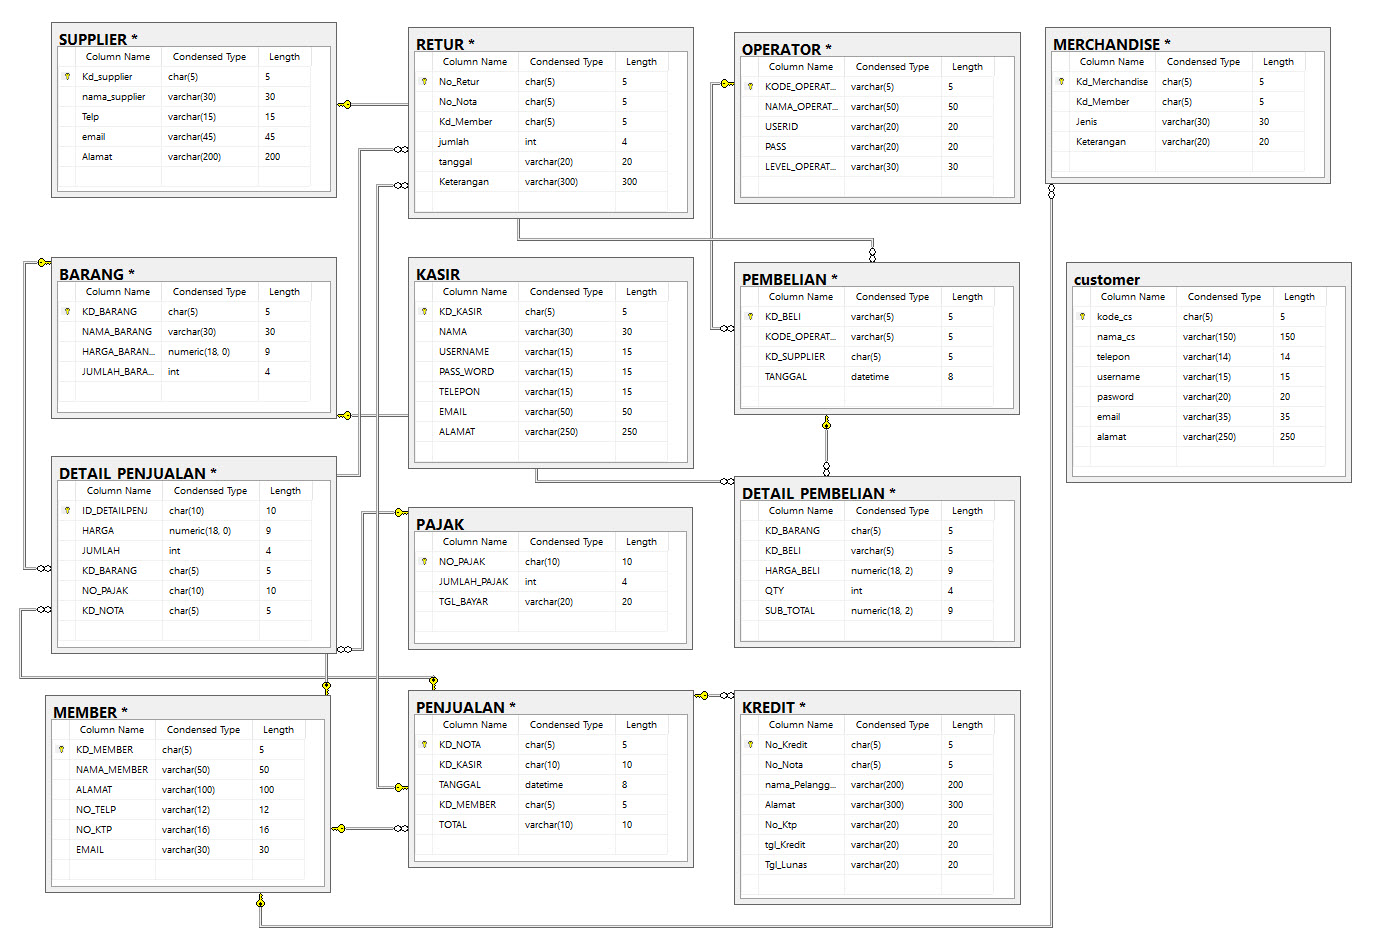 SUPPLIER *
Column Name Condensed Type Length
Kd_supplier char(5) 5
nama_supplier varchar(30) 30
Telp varchar(15) 15
email varchar(45) 45
Alamat varchar(200) 200
RETUR *
Column Name Condensed Type Length
No_Retur char(5) 5
No_Nota char(5) 5
Kd_Member char(5) 5
jumlah int 4
tanggal varchar(20) 20
Keterangan varchar(300) 300
OPERATOR *
Column Name Condensed Type Length
KODE_OPERAT... varchar(5) 5
NAMA_OPERAT... varchar(50) 50
USERID varchar(20) 20
PASS varchar(20) 20
LEVEL_OPERAT... varchar(30) 30
MERCHANDISE *
Column Name Condensed Type Length
Kd_Merchandise char(5) 5
Kd_Member char(5) 5
Jenis varchar(30) 30
Keterangan varchar(20) 20
BARANG *
Column Name Condensed Type Length
KD_BARANG char(5) 5
NAMA_BARANG varchar(30) 30
HARGA_BARAN... numeric(18, 0) 9
JUMLAH_BARA... int 4
KASIR
Column Name Condensed Type Length
KD_KASIR char(5) 5
NAMA varchar(30) 30
USERNAME varchar(15) 15
PASS_WORD varchar(15) 15
TELEPON varchar(15) 15
EMAIL varchar(50) 50
ALAMAT varchar(250) 250
PEMBELIAN *
Column Name Condensed Type Length
KD_BELI varchar(5) 5
KODE_OPERAT... varchar(5) 5
KD_SUPPLIER char(5) 5
TANGGAL datetime 8
customer
Column Name Condensed Type Length
kode_cs char(5) 5
nama_cs varchar(150) 150
telepon varchar(14) 14
username varchar(15) 15
pasword varchar(20) 20
email varchar(35) 35
alamat varchar(250) 250
DETAIL_PENJUALAN *
Column Name Condensed Type Length
ID_DETAILPENJ char(10) 10
HARGA numeric(18, 0) 9
JUMLAH int 4
KD_BARANG char(5) 5
NO_PAJAK char(10) 10
KD_NOTA char(5) 5
PAJAK
Column Name Condensed Type Length
NO_PAJAK char(10) 10
JUMLAH_PAJAK int 4
TGL_BAYAR varchar(20) 20
DETAIL_PEMBELIAN *
Column Name Condensed Type Length
KD_BARANG char(5) 5
KD_BELI varchar(5) 5
HARGA_BELI numeric(18, 2) 9
QTY int 4
SUB_TOTAL numeric(18, 2) 9
MEMBER *
Column Name Condensed Type Length
KD_MEMBER char(5) 5
NAMA_MEMBER varchar(50) 50
ALAMAT varchar(100) 100
NO_TELP varchar(12) 12
NO_KTP varchar(16) 16
EMAIL varchar(30) 30
PENJUALAN *
Column Name Condensed Type Length
KD_NOTA char(5) 5
KD_KASIR char(10) 10
TANGGAL datetime 8
KD_MEMBER char(5) 5
TOTAL varchar(10) 10
KREDIT *
Column Name Condensed Type Length
No_Kredit char(5) 5
No_Nota char(5) 5
nama_Pelangg... varchar(200) 200
Alamat varchar(300) 300
No_Ktp varchar(20) 20
tgl_Kredit varchar(20) 20
Tgl_Lunas varchar(20) 20